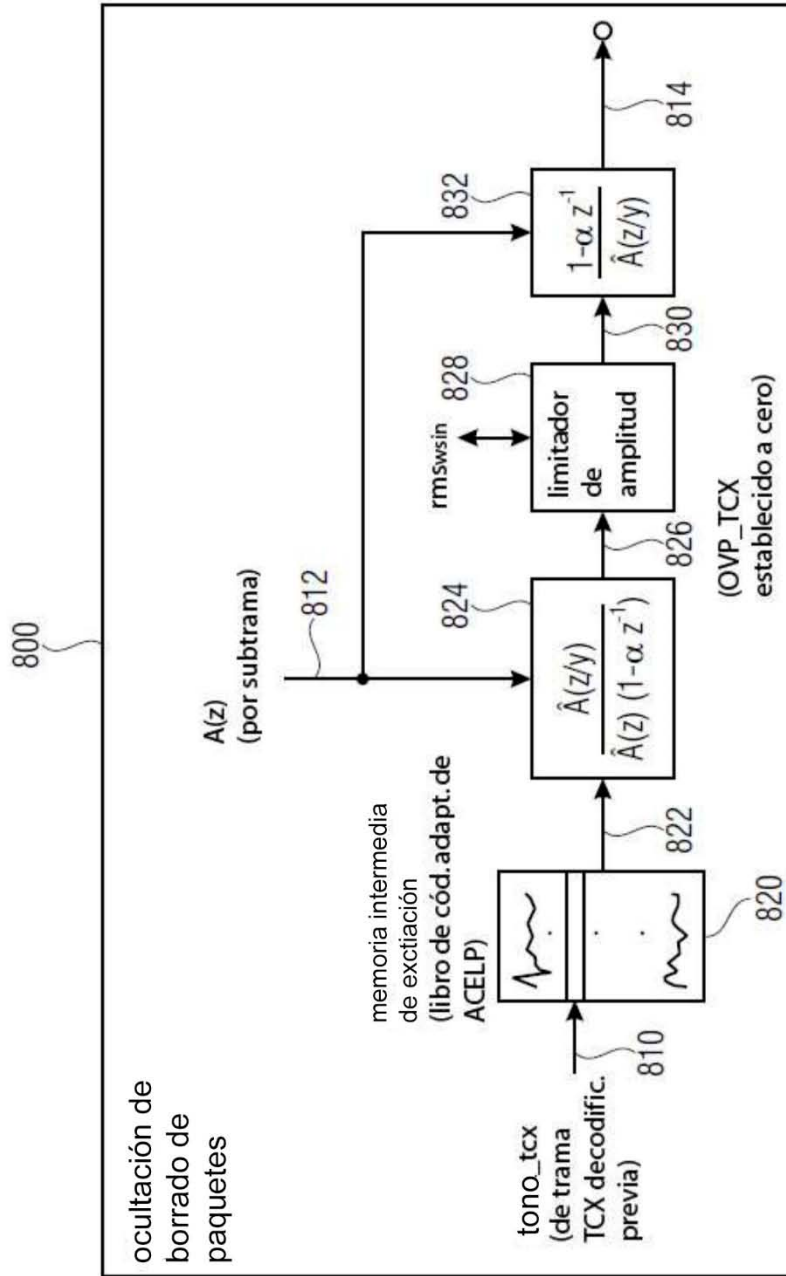 800
ocultación de
borrado de
paquetes
A(z)
(por subtrama)
812
memoria intermedia
de exctiación
(libro de cód.adapt.de
ACELP)
tono_tcx
(de trama
TCX decodific.
previa)
810
820
822
824
Â(z/y)
Â(z) (1-α z⁻¹)
826
rmswsin
828
limitador
de
amplitud
(OVP_TCX
establecido a cero)
830
832
1-α z⁻¹
Â(z/y)
814